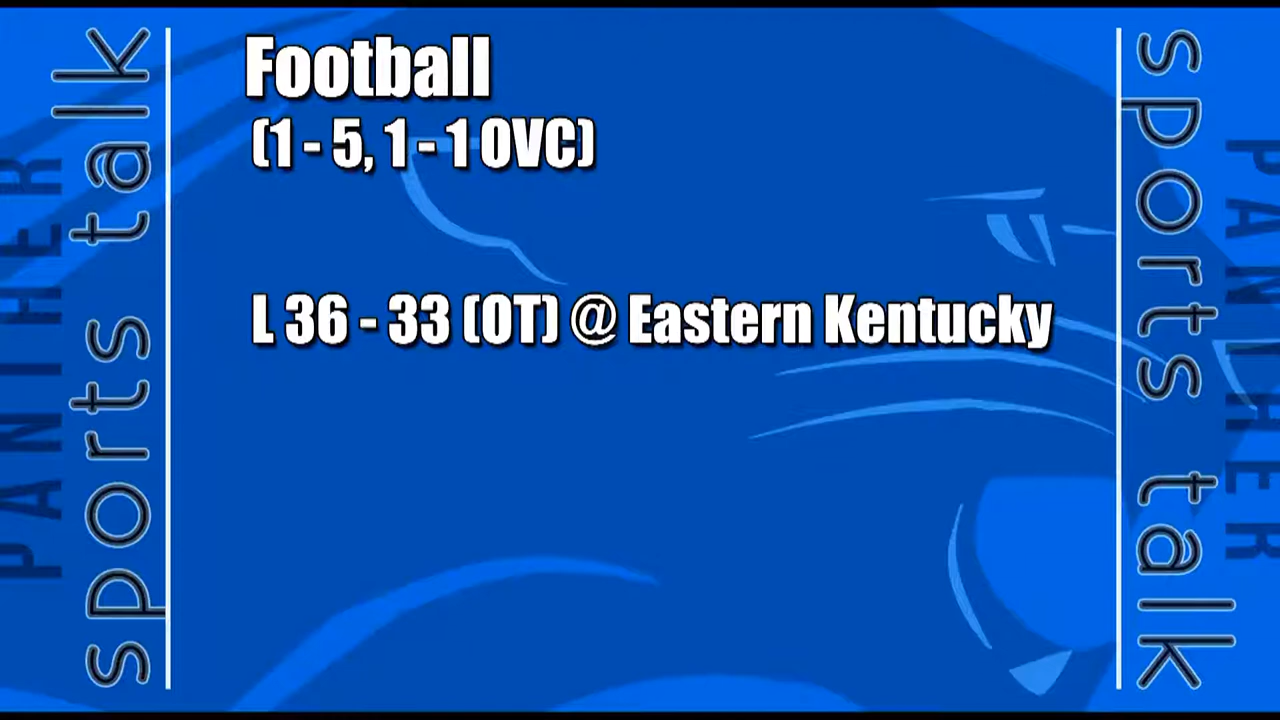 Football
(1 - 5, 1 - 1 OVC)
L 36 - 33 (OT) @ Eastern Kentucky
PANTHER
sports talk
sports talk
PANTHER